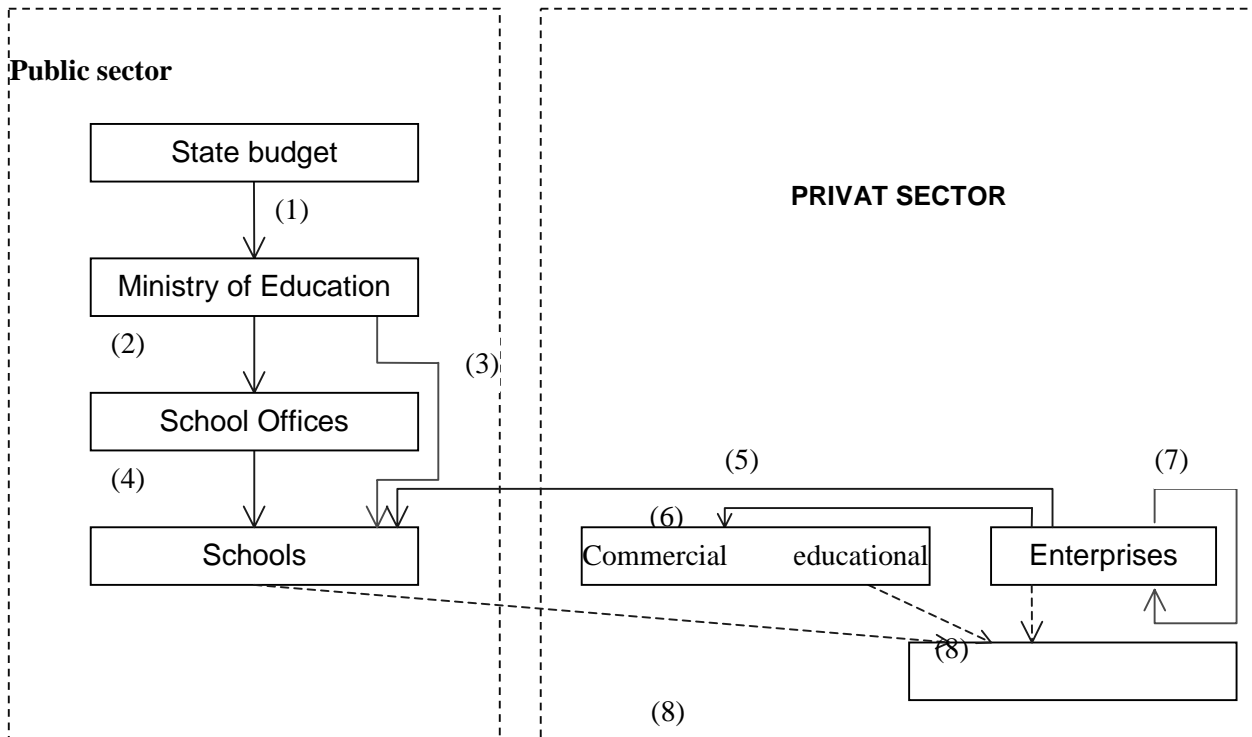 Public sector
State budget
(1)
PRIVAT SECTOR
Ministry of Education
(2)
(3)
School Offices
(4)
(5)
(7)
(6)
Schools
Commercial educational
Enterprises
(8)
(8)